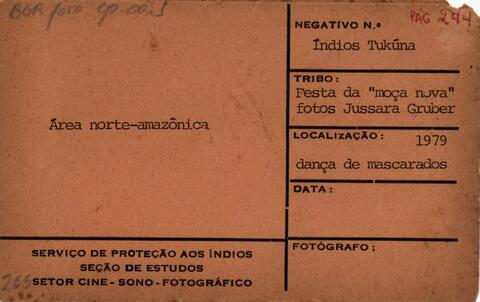 PÁG 244
NEGATIVO N.º
Índios Tukúna
TRIBO:
Festa da "moça nova"
fotos Jussara Gruber
Área norte-amazônica
LOCALIZAÇÃO:
1979
dança de mascarados
DATA:
FOTÓGRAFO:
SERVIÇO DE PROTEÇÃO AOS ÍNDIOS
SEÇÃO DE ESTUDOS
SETOR CINE - SONO - FOTOGRÁFICO